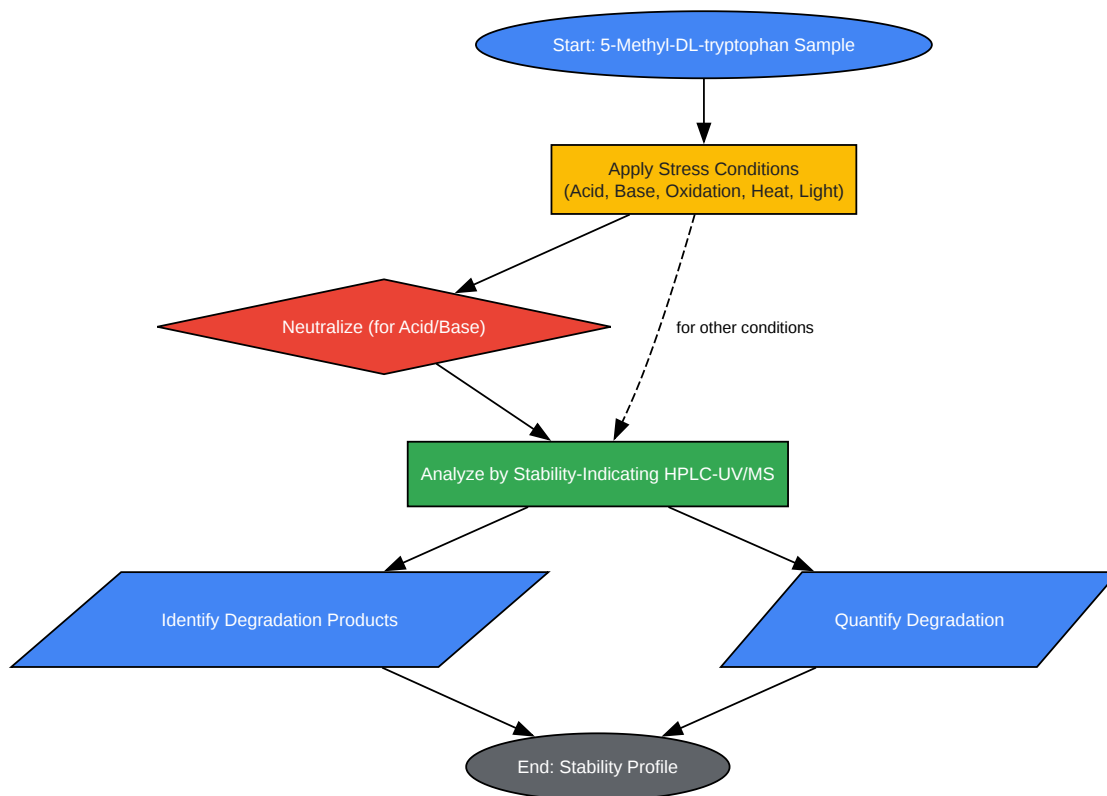 Start: 5-Methyl-DL-tryptophan Sample
Apply Stress Conditions
(Acid, Base, Oxidation, Heat, Light)
Neutralize (for Acid/Base)
for other conditions
Analyze by Stability-Indicating HPLC-UV/MS
Identify Degradation Products
Quantify Degradation
End: Stability Profile